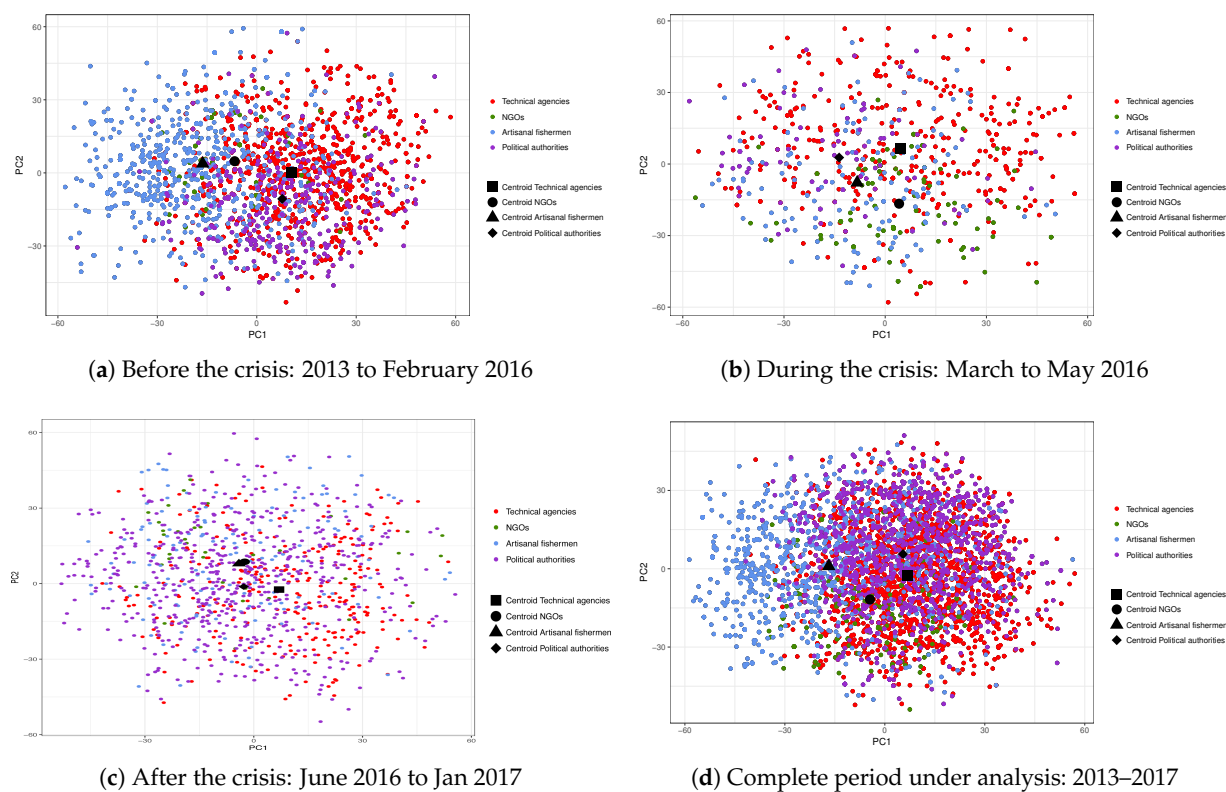 60
30
0
−30
−60
−30
0
30
60
PC2
PC1
Technical agencies
NGOs
Artisanal fishermen
Political authorities
Centroid Technical agencies
Centroid NGOs
Centroid Artisanal fishermen
Centroid Political authorities
(a) Before the crisis: 2013 to February 2016
60
30
0
−30
−60
−60
−30
0
30
60
PC2
PC1
Technical agencies
NGOs
Artisanal fishermen
Political authorities
Centroid Technical agencies
Centroid NGOs
Centroid Artisanal fishermer
Centroid Political authorities
(b) During the crisis: March to May 2016
60
30
0
−30
−60
−30
0
30
60
PC2
PC1
Technical agencies
NGOs
Artisanal fishermen
Political authorities
Centroid Technical agencies
Centroid NGOs
Centroid Artisanal fishermen
Centroid Political authorities
(c) After the crisis: June 2016 to Jan 2017
30
0
−30
−60
−30
0
30
60
PC2
PC1
Technical agencies
NGOs
Artisanal fishermen
Political authorities
Centroid Technical agencies
Centroid NGOs
Centroid Artisanal fishermer
Centroid Political authorities
(d) Complete period under analysis: 2013–2017